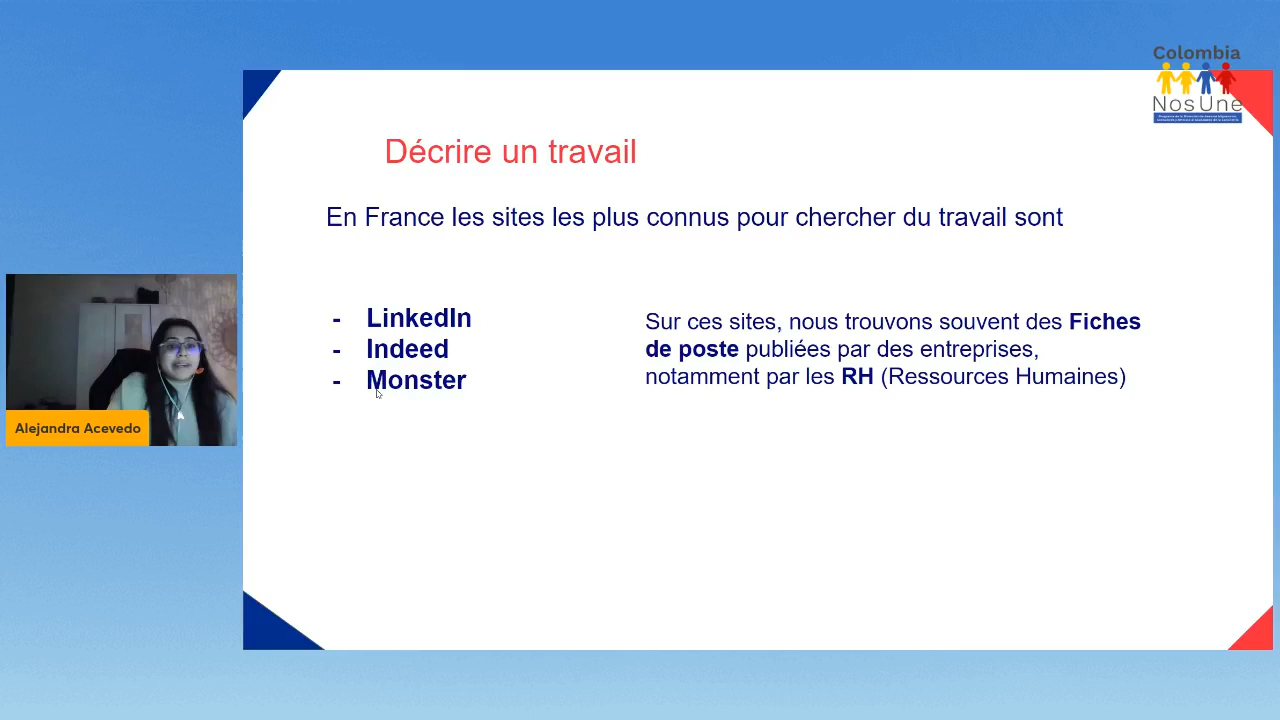 Colombia
NosUne
Décrire un travail
En France les sites les plus connus pour chercher du travail sont
- LinkedIn
- Indeed
- Monster
Sur ces sites, nous trouvons souvent des Fiches
de poste publiées par des entreprises,
notamment par les RH (Ressources Humaines)
Alejandra Acevedo